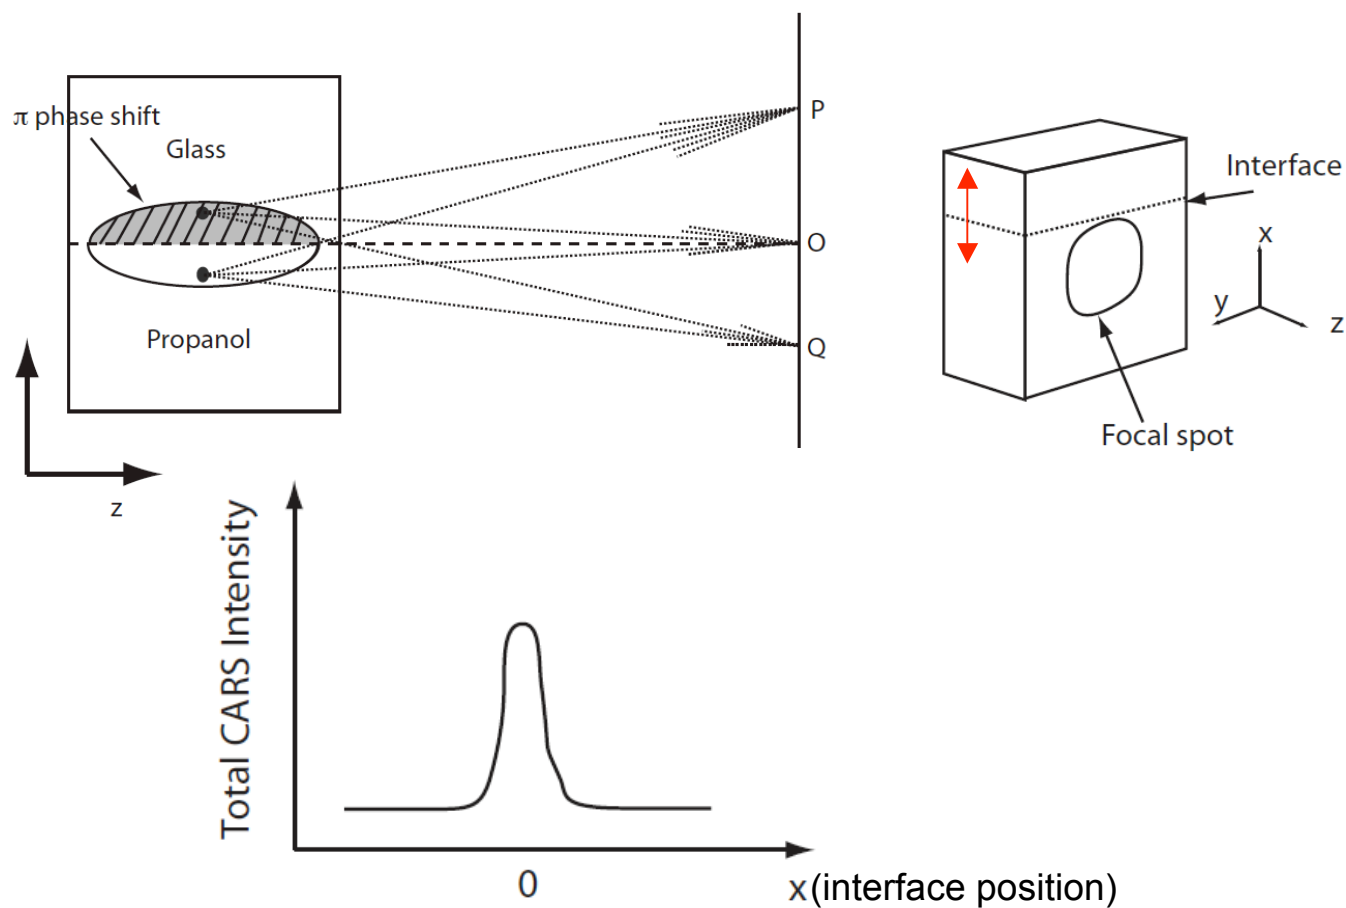 π phase shift
Glass
P
Interface
O
x
y
z
Propanol
Q
Focal spot
z
Total CARS Intensity
0
x(interface position)